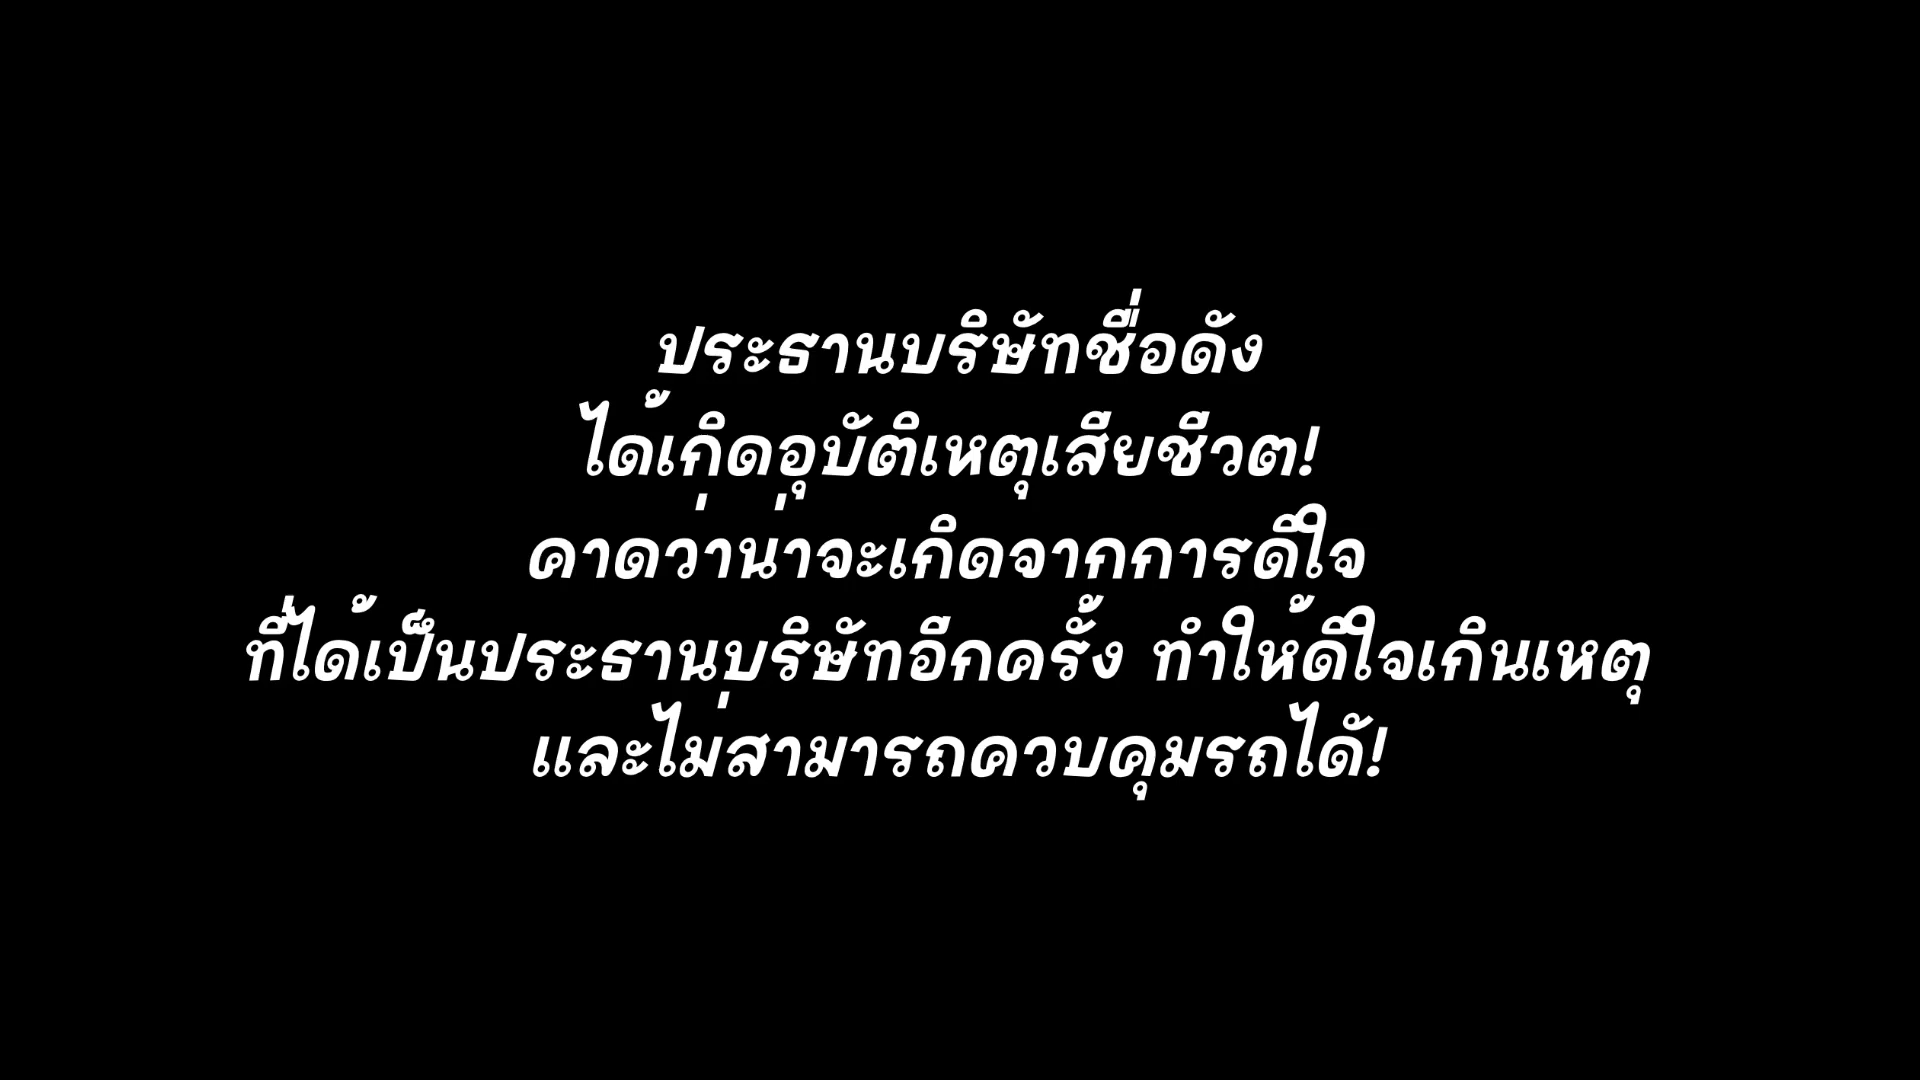 ประธานบริษัทชื่อดัง
ได้เกิดอุบัติเหตุเสียชีวต!
คาดว่าน่าจะเกิดจากการดีใจ
ที่ได้เป็นประธานบริษัทอีกครั้ง ทำให้ดีใจเกินเหตุ
และไม่สามารถควบคุมรถได้!